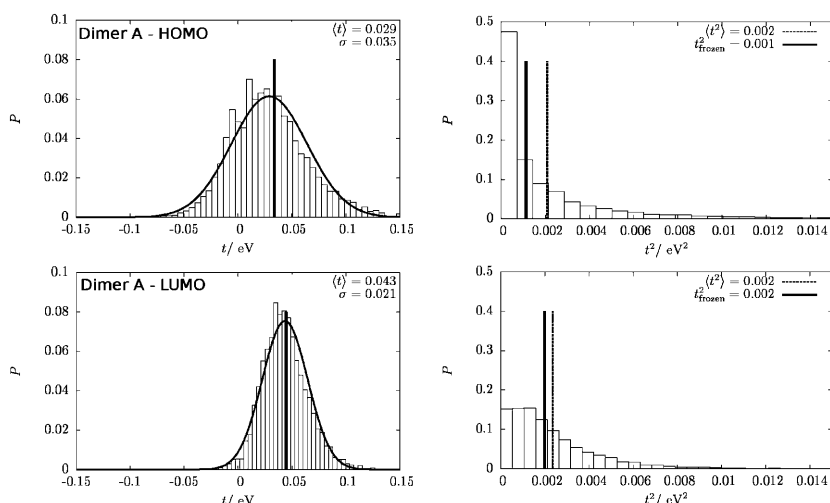 0.1
Dimer A - HOMO
⟨t⟩ = 0.029
σ = 0.035
0.08
0.06
P
0.04
0.02
0
-0.15 -0.1 -0.05 0 0.05 0.1 0.15
t/ eV
0.5
⟨t²⟩ = 0.002
t²frozen = 0.001
0.4
0.3
P
0.2
0.1
0
0 0.002 0.004 0.006 0.008 0.01 0.012 0.014
t²/ eV²
0.1
Dimer A - LUMO
⟨t⟩ = 0.043
σ = 0.021
0.08
0.06
P
0.04
0.02
0
-0.15 -0.1 -0.05 0 0.05 0.1 0.15
t/ eV
0.5
⟨t²⟩ = 0.002
t²frozen = 0.002
0.4
0.3
P
0.2
0.1
0
0 0.002 0.004 0.006 0.008 0.01 0.012 0.014
t²/ eV²